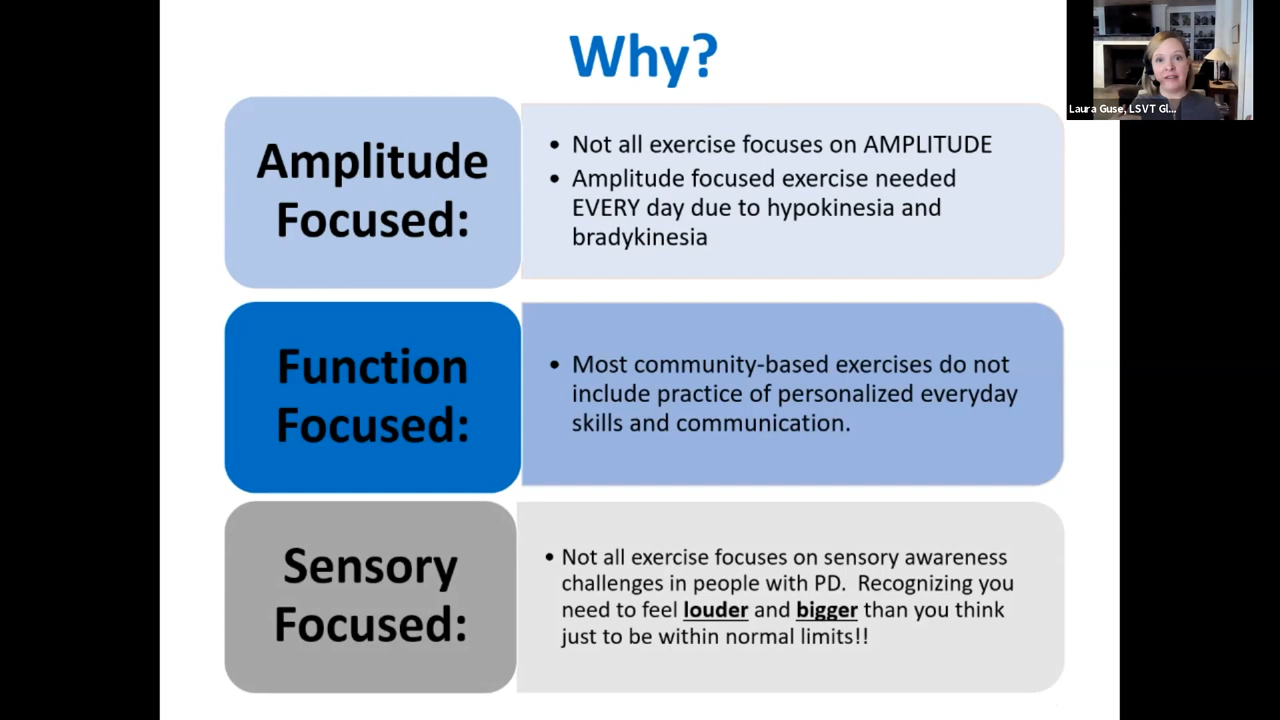 Why?
Laura Guse, LSVT Gl...
Amplitude
Focused:
• Not all exercise focuses on AMPLITUDE
• Amplitude focused exercise needed
EVERY day due to hypokinesia and
bradykinesia
Function
Focused:
• Most community-based exercises do not
include practice of personalized everyday
skills and communication.
Sensory
Focused:
• Not all exercise focuses on sensory awareness
challenges in people with PD.  Recognizing you
need to feel louder and bigger than you think
just to be within normal limits!!